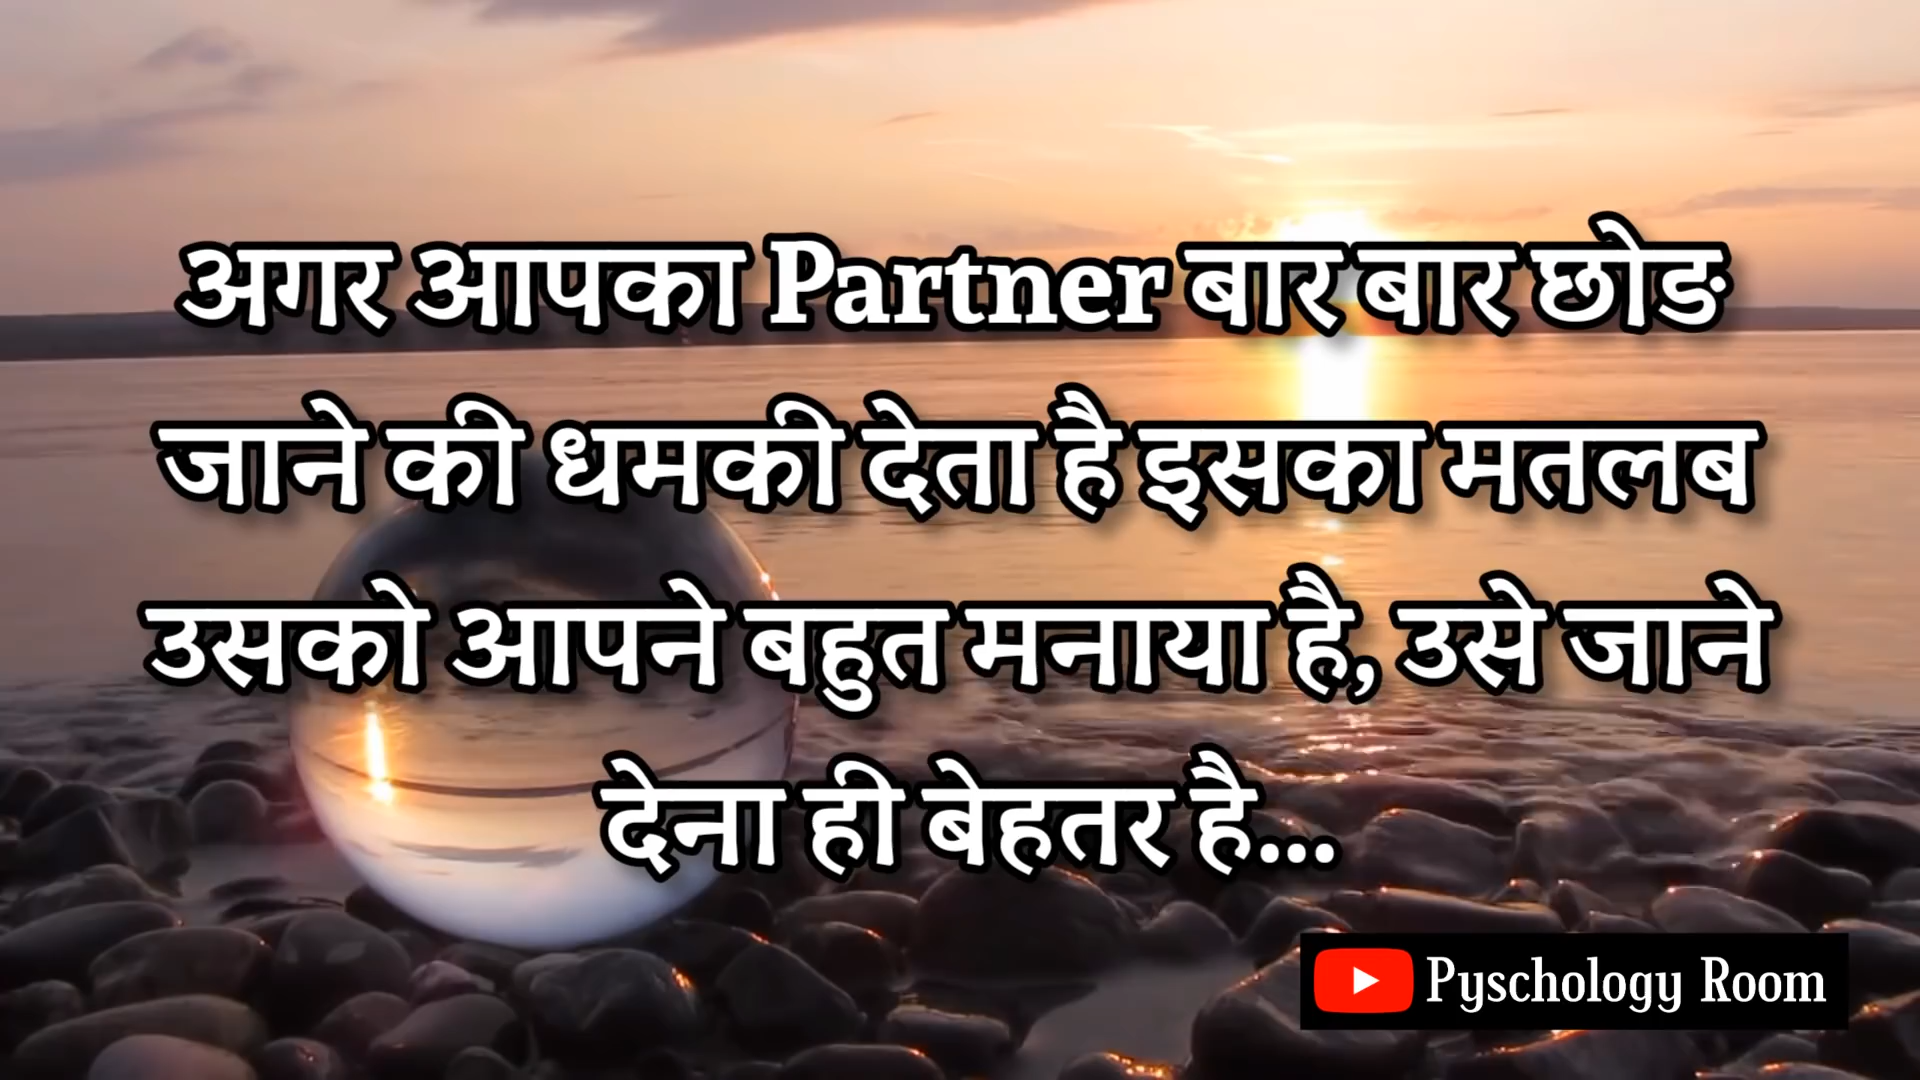 अगर आपका Partner बार बार छोङ
जाने की धमकी देता है इसका मतलब
उसको आपने बहुत मनाया है, उसे जाने
देना ही बेहतर है...
Pyschology Room